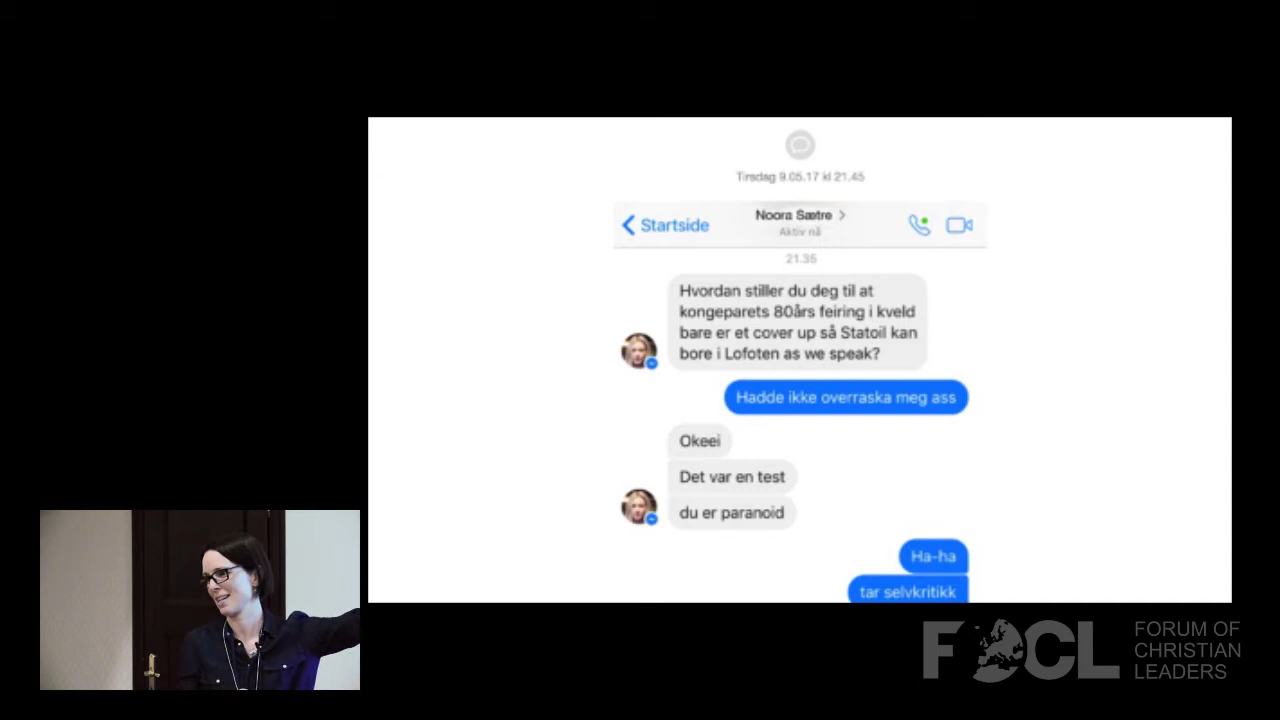 Tirsdag 9.05.17 kl 21.45
Startside
Noora Sætre
Aktiv nå
21.35
Hvordan stiller du deg til at
kongeparets 80års feiring i kveld
bare er et cover up så Statoil kan
bore i Lofoten as we speak?
Hadde ikke overraska meg ass
Okeei
Det var en test
du er paranoid
Ha-ha
tar selvkritikk
FOCL
FORUM OF
CHRISTIAN
LEADERS